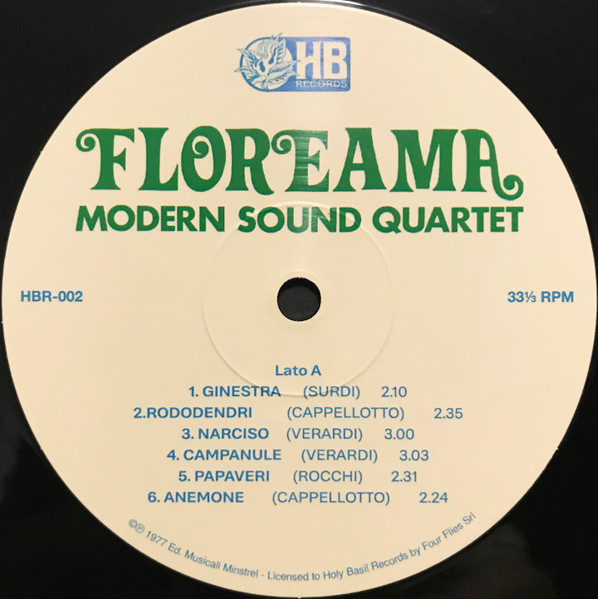 HB
RECORDS
FLOREAMA
MODERN SOUND QUARTET
HBR-002
33⅓ RPM
Lato A
1. GINESTRA (SURDI) 2.10
2.RODODENDRI (CAPPELLOTTO) 2.35
3. NARCISO (VERARDI) 3.00
4. CAMPANULE (VERARDI) 3.03
5. PAPAVERI (ROCCHI) 2.31
6. ANEMONE (CAPPELLOTTO) 2.24
©℗ 1977 Ed. Musicali Minstrel - Licensed to Holy Basil Records by Four Flies Srl